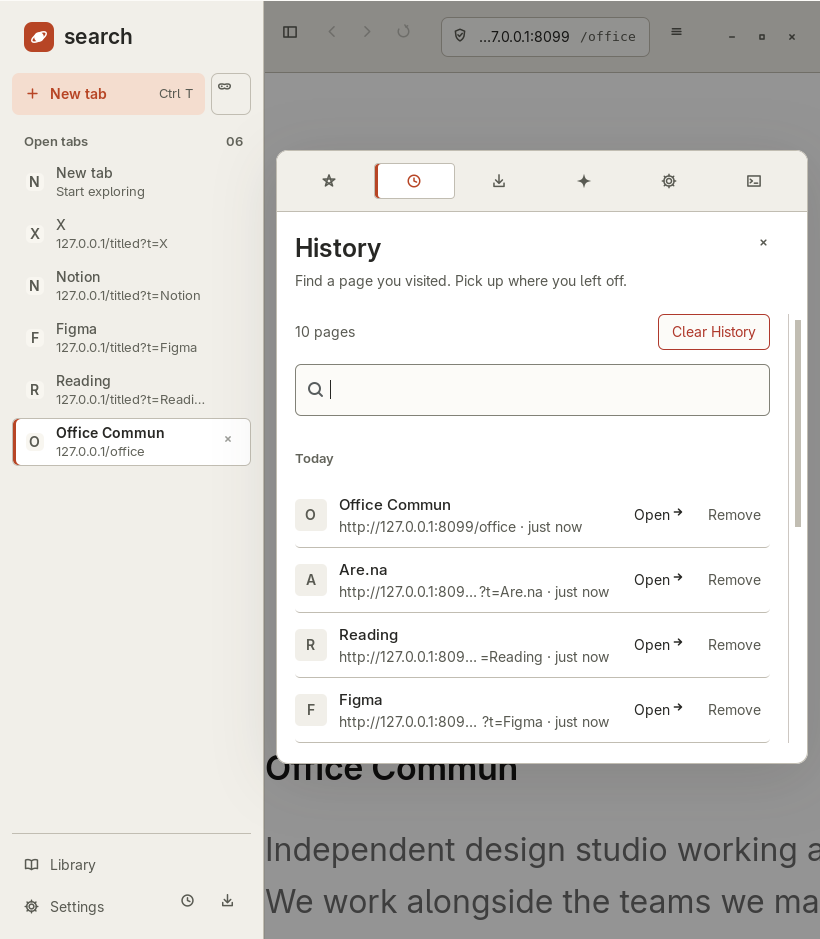 search
New tab Ctrl T
Open tabs 06
N New tab
Start exploring
X X
127.0.0.1/titled?t=X
N Notion
127.0.0.1/titled?t=Notion
F Figma
127.0.0.1/titled?t=Figma
R Reading
127.0.0.1/titled?t=Readi...
O Office Commun
127.0.0.1/office
Library
Settings
...7.0.0.1:8099 /office
History
Find a page you visited. Pick up where you left off.
10 pages Clear History
Today
O Office Commun
http://127.0.0.1:8099/office · just now Open Remove
A Are.na
http://127.0.0.1:809... ?t=Are.na · just now Open Remove
R Reading
http://127.0.0.1:809... =Reading · just now Open Remove
F Figma
http://127.0.0.1:809... ?t=Figma · just now Open Remove
Office Commun
Independent design studio working a
We work alongside the teams we ma